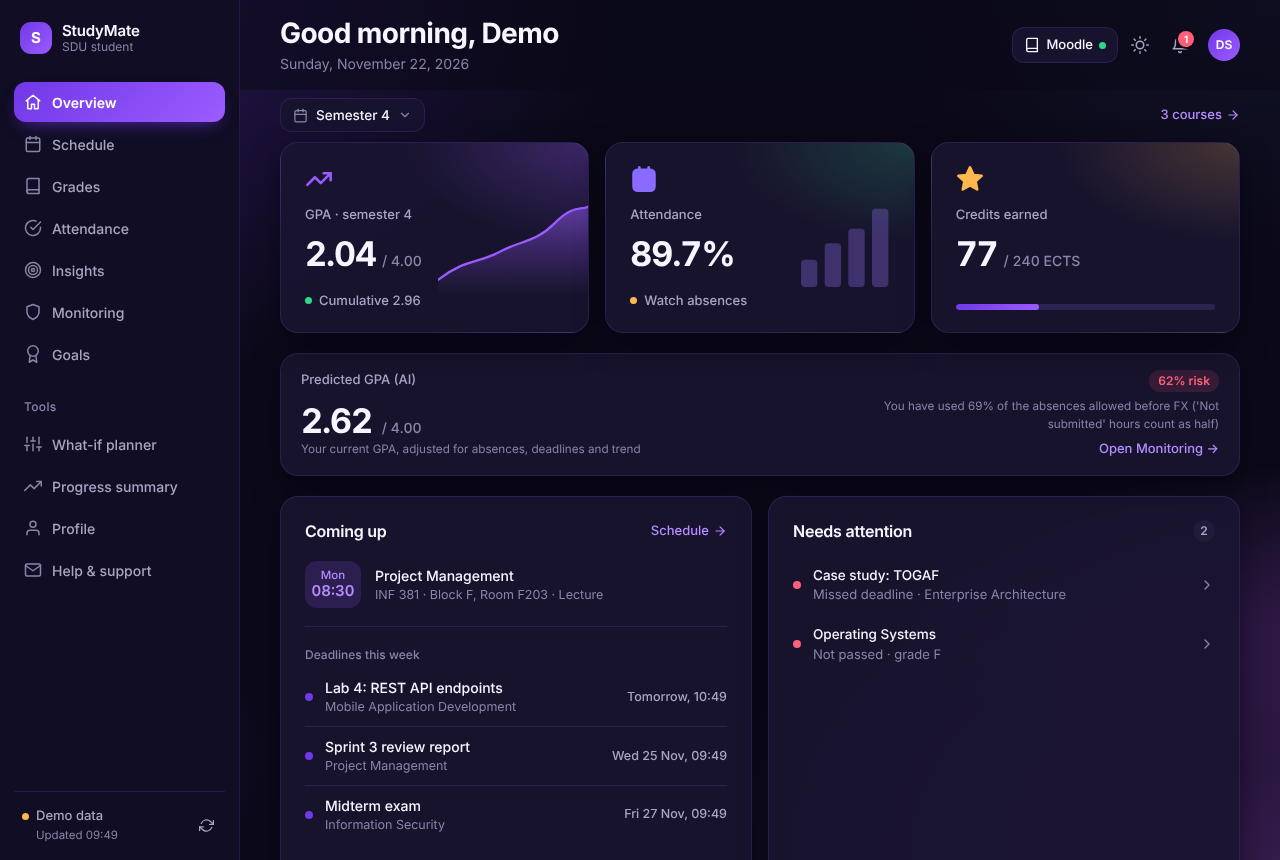 S
StudyMate
SDU student
Overview
Schedule
Grades
Attendance
Insights
Monitoring
Goals
Tools
What-if planner
Progress summary
Profile
Help & support
Demo data
Updated 09:49
Good morning, Demo
Sunday, November 22, 2026
Moodle
1
DS
Semester 4
3 courses →
GPA · semester 4
2.04 / 4.00
Cumulative 2.96
Attendance
89.7%
Watch absences
Credits earned
77 / 240 ECTS
Predicted GPA (AI)
2.62 / 4.00
Your current GPA, adjusted for absences, deadlines and trend
62% risk
You have used 69% of the absences allowed before FX ('Not
submitted' hours count as half)
Open Monitoring →
Coming up
Schedule →
Mon
08:30
Project Management
INF 381 · Block F, Room F203 · Lecture
Deadlines this week
Lab 4: REST API endpoints
Mobile Application Development
Tomorrow, 10:49
Sprint 3 review report
Project Management
Wed 25 Nov, 09:49
Midterm exam
Information Security
Fri 27 Nov, 09:49
Needs attention
2
Case study: TOGAF
Missed deadline · Enterprise Architecture
Operating Systems
Not passed · grade F